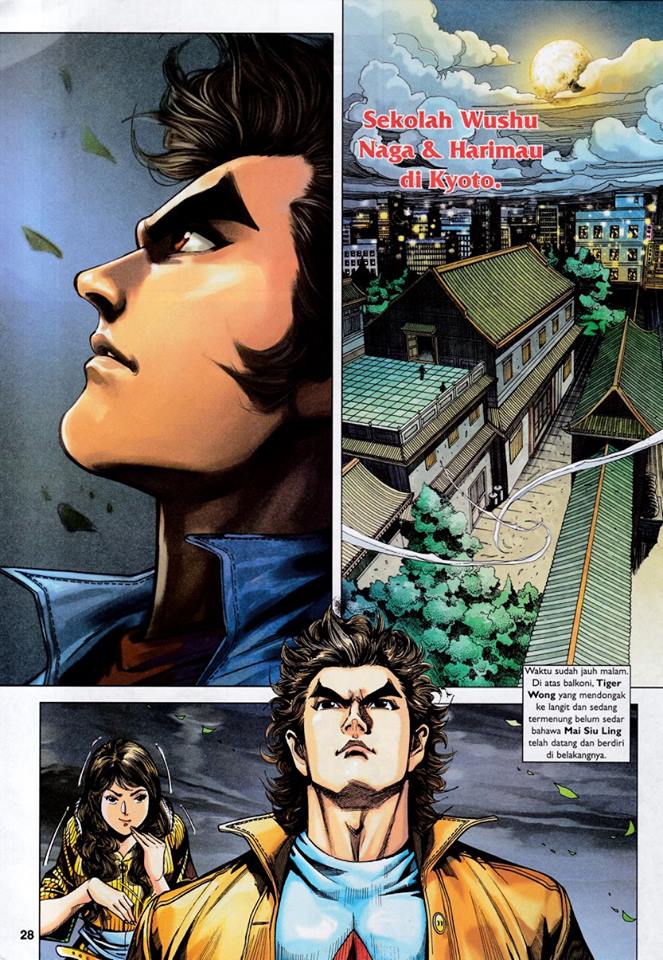 Sekolah Wushu
Naga & Harimau
di Kyoto.
Waktu sudah jauh malam.
Di atas balkoni, Tiger
Wong yang mendongak
ke langit dan sedang
termenung belum sedar
bahawa Mai Siu Ling
telah datang dan berdiri
di belakangnya.
28